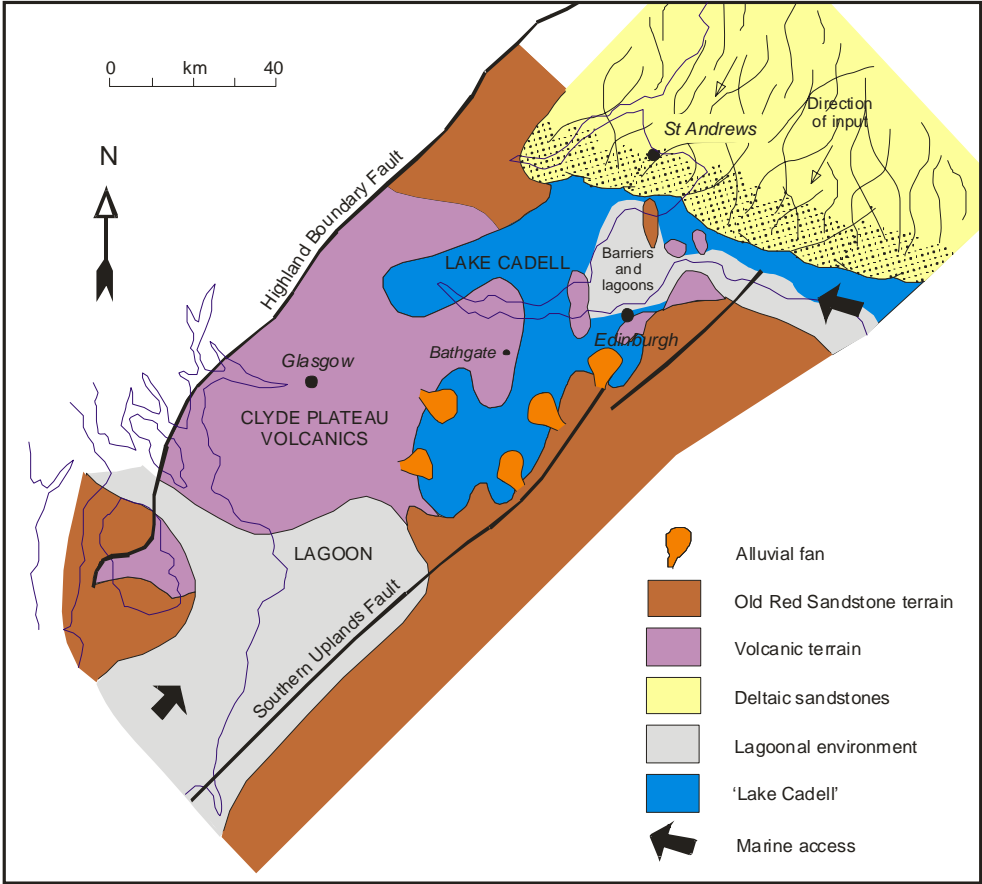 0 km 40
N
Highland Boundary Fault
Direction
of input
St Andrews
LAKE CADELL
Barriers
and
lagoons
Edinburgh
Bathgate
Glasgow
CLYDE PLATEAU
VOLCANICS
LAGOON
Southern Uplands Fault
Alluvial fan
Old Red Sandstone terrain
Volcanic terrain
Deltaic sandstones
Lagoonal environment
‘Lake Cadell’
Marine access